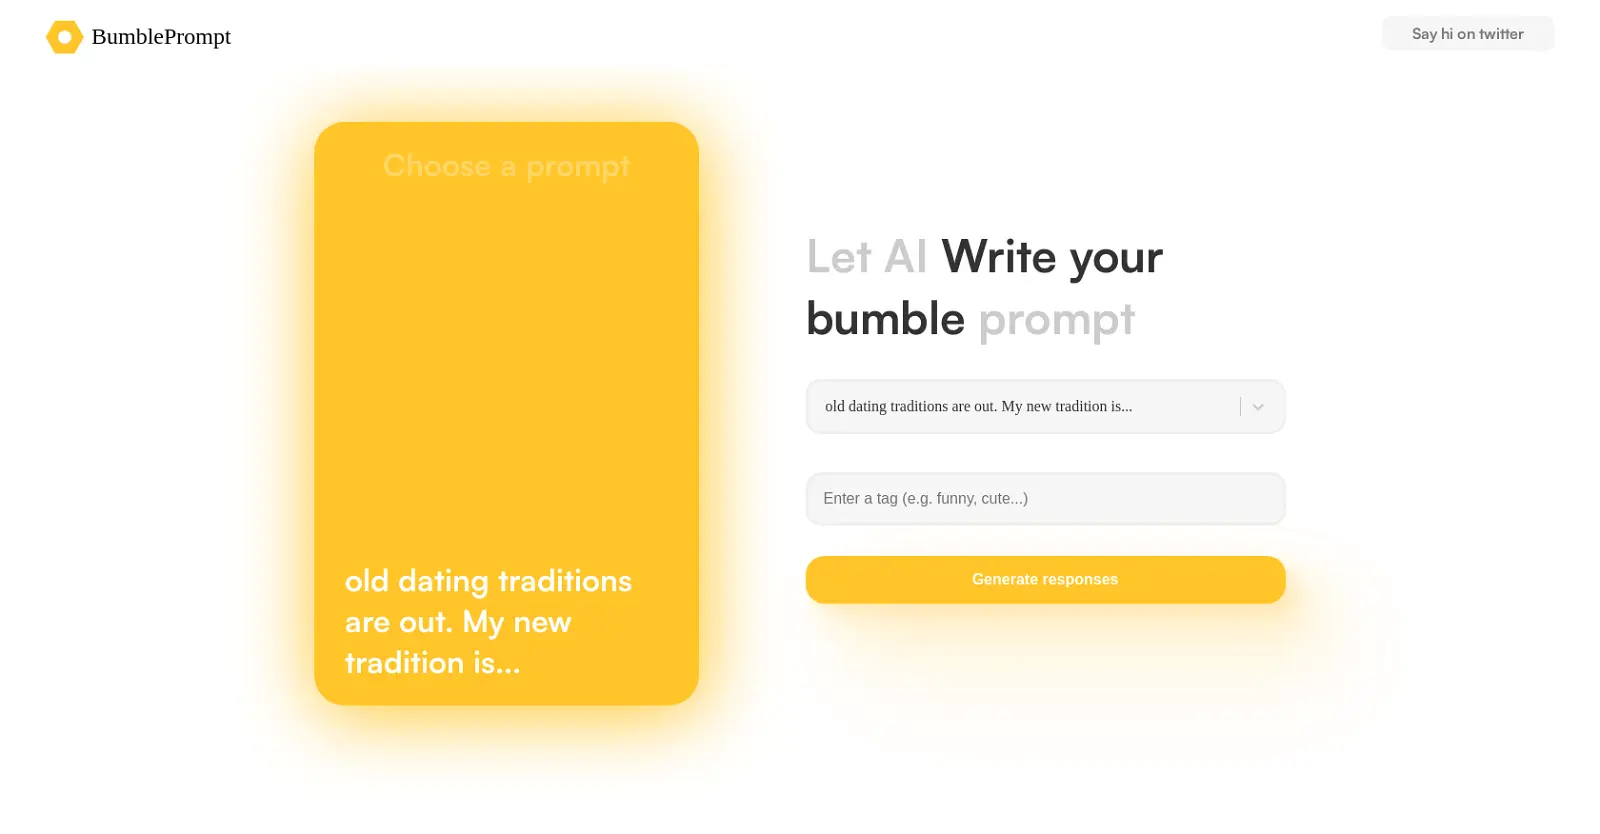 BumblePrompt
Say hi on twitter
Choose a prompt
old dating traditions
are out. My new
tradition is...
Let AI Write your
bumble prompt
old dating traditions are out. My new tradition is...
Enter a tag (e.g. funny, cute...)
Generate responses